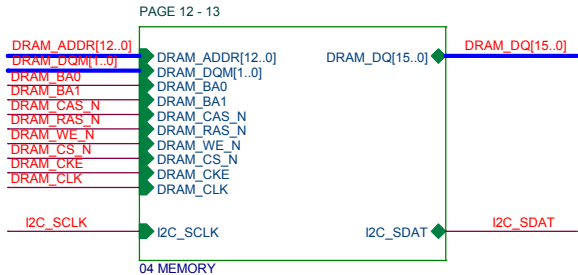 PAGE 12 - 13
DRAM_ADDR[12..0] DRAM_ADDR[12..0] DRAM_DQ[15..0] DRAM_DQ[15..0]
DRAM_DQM[1..0] DRAM_DQM[1..0]
DRAM_BA0 DRAM_BA0
DRAM_BA1 DRAM_BA1
DRAM_CAS_N DRAM_CAS_N
DRAM_RAS_N DRAM_RAS_N
DRAM_WE_N DRAM_WE_N
DRAM_CS_N DRAM_CS_N
DRAM_CKE DRAM_CKE
DRAM_CLK DRAM_CLK
I2C_SCLK I2C_SCLK I2C_SDAT I2C_SDAT
04 MEMORY